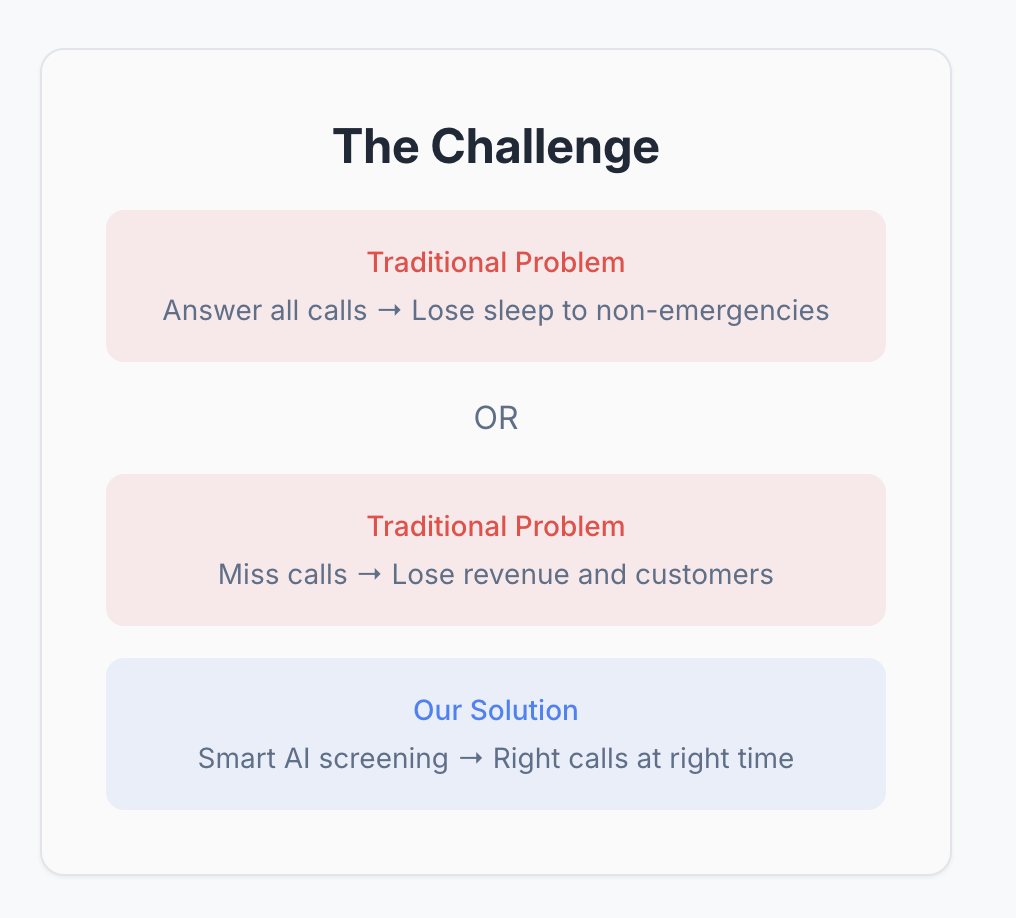 The Challenge
Traditional Problem
Answer all calls → Lose sleep to non-emergencies
OR
Traditional Problem
Miss calls → Lose revenue and customers
Our Solution
Smart AI screening → Right calls at right time